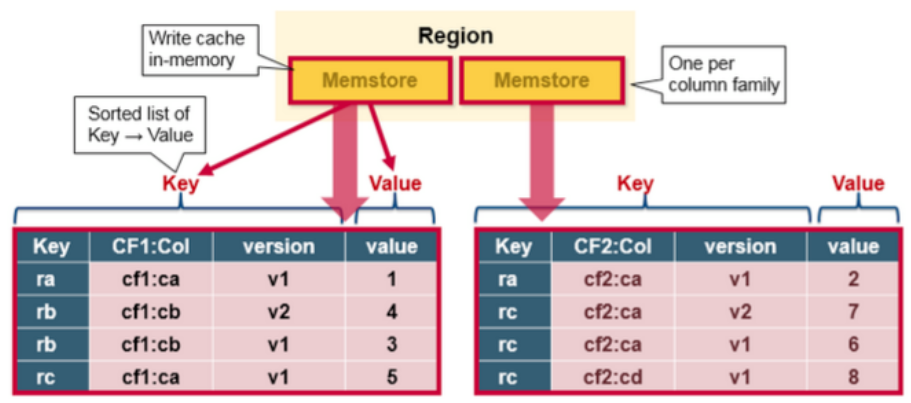 Region
Write cache
in-memory
Memstore
Memstore
One per
column family
Sorted list of
Key → Value
Key
Value
Key
Value
Key CF1:Col version value
ra cf1:ca v1 1
rb cf1:cb v2 4
rb cf1:cb v1 3
rc cf1:ca v1 5
Key CF2:Col version value
ra cf2:ca v1 2
rc cf2:ca v2 7
rc cf2:ca v1 6
rc cf2:cd v1 8